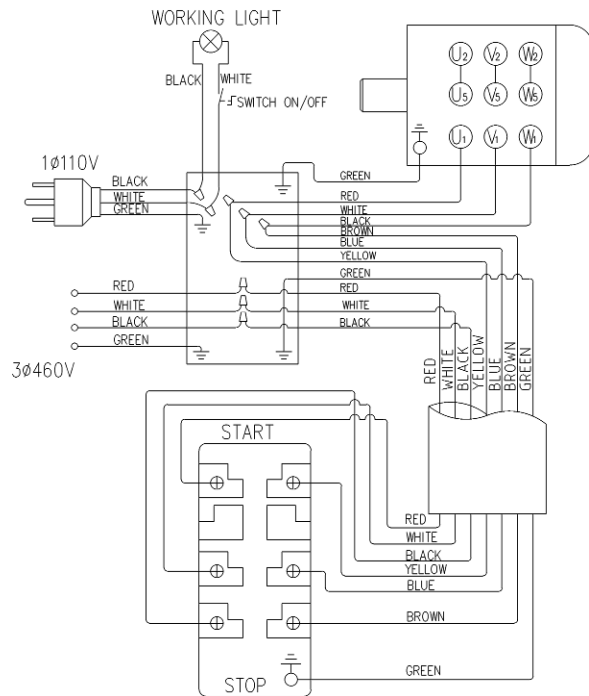 WORKING LIGHT
BLACK
WHITE
SWITCH ON/OFF
U2 V2 W2
U5 V5 W5
U1 V1 W1
1ø110V
BLACK
WHITE
GREEN
GREEN
RED
WHITE
BLACK
BROWN
BLUE
YELLOW
GREEN
RED
RED
WHITE
WHITE
BLACK
BLACK
GREEN
3ø460V
RED
WHITE
BLACK
YELLOW
BLUE
BROWN
GREEN
START
RED
WHITE
BLACK
YELLOW
BLUE
BROWN
GREEN
STOP